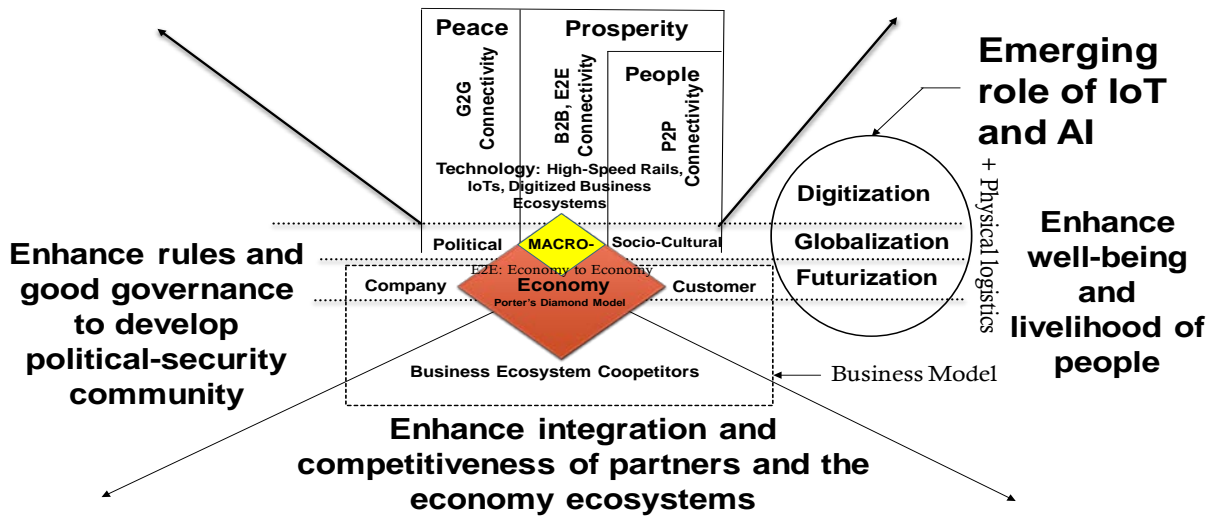 Peace
Prosperity
People
G2G
Connectivity
B2B, E2E
Connectivity
P2P
Connectivity
Technology: High-Speed Rails,
IoTs, Digitized Business
Ecosystems
Emerging
role of IoT
and AI
+ Physical logistics
Digitization
Globalization
Futurization
Political
MACRO-
Socio-Cultural
E2E: Economy to Economy
Company
Economy
Customer
Porter's Diamond Model
Business Ecosystem Coopetitors
Business Model
Enhance rules and
good governance
to develop
political-security
community
Enhance
well-being
and
livelihood of
people
Enhance integration and
competitiveness of partners and the
economy ecosystems